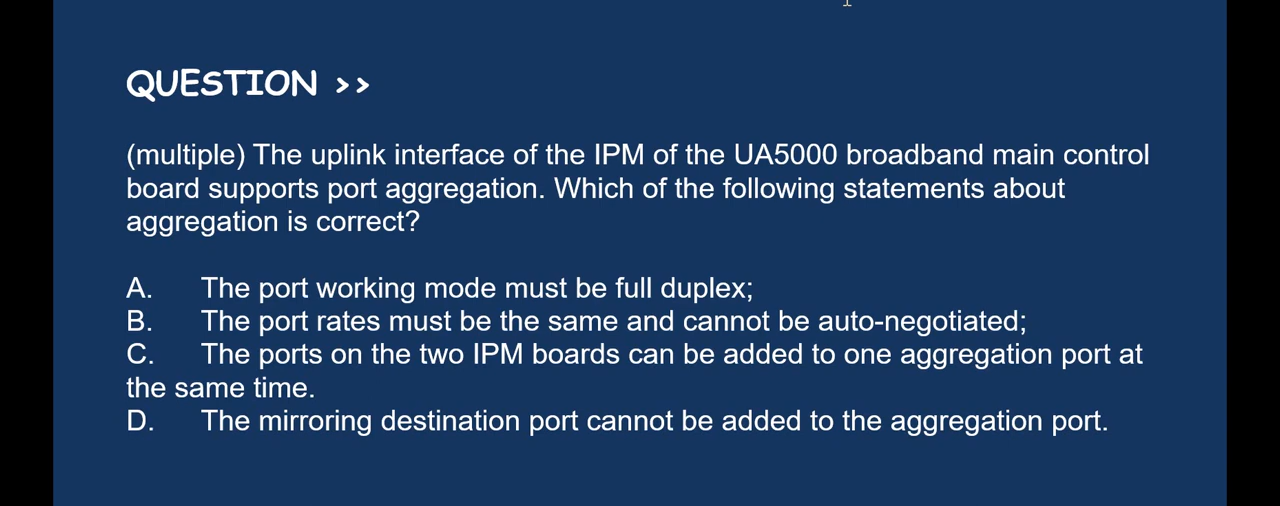 QUESTION >>
(multiple) The uplink interface of the IPM of the UA5000 broadband main control
board supports port aggregation. Which of the following statements about
aggregation is correct?
A. The port working mode must be full duplex;
B. The port rates must be the same and cannot be auto-negotiated;
C. The ports on the two IPM boards can be added to one aggregation port at
the same time.
D. The mirroring destination port cannot be added to the aggregation port.